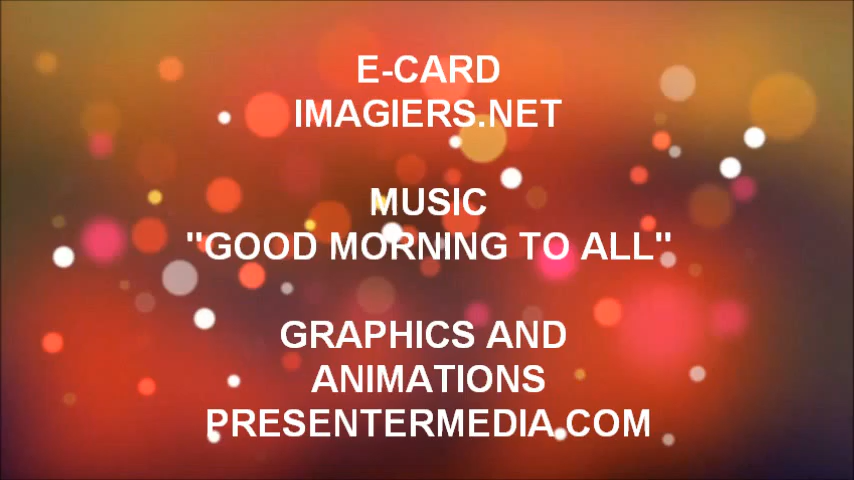 E-CARD
IMAGIERS.NET
MUSIC
"GOOD MORNING TO ALL"
GRAPHICS AND
ANIMATIONS
PRESENTERMEDIA.COM